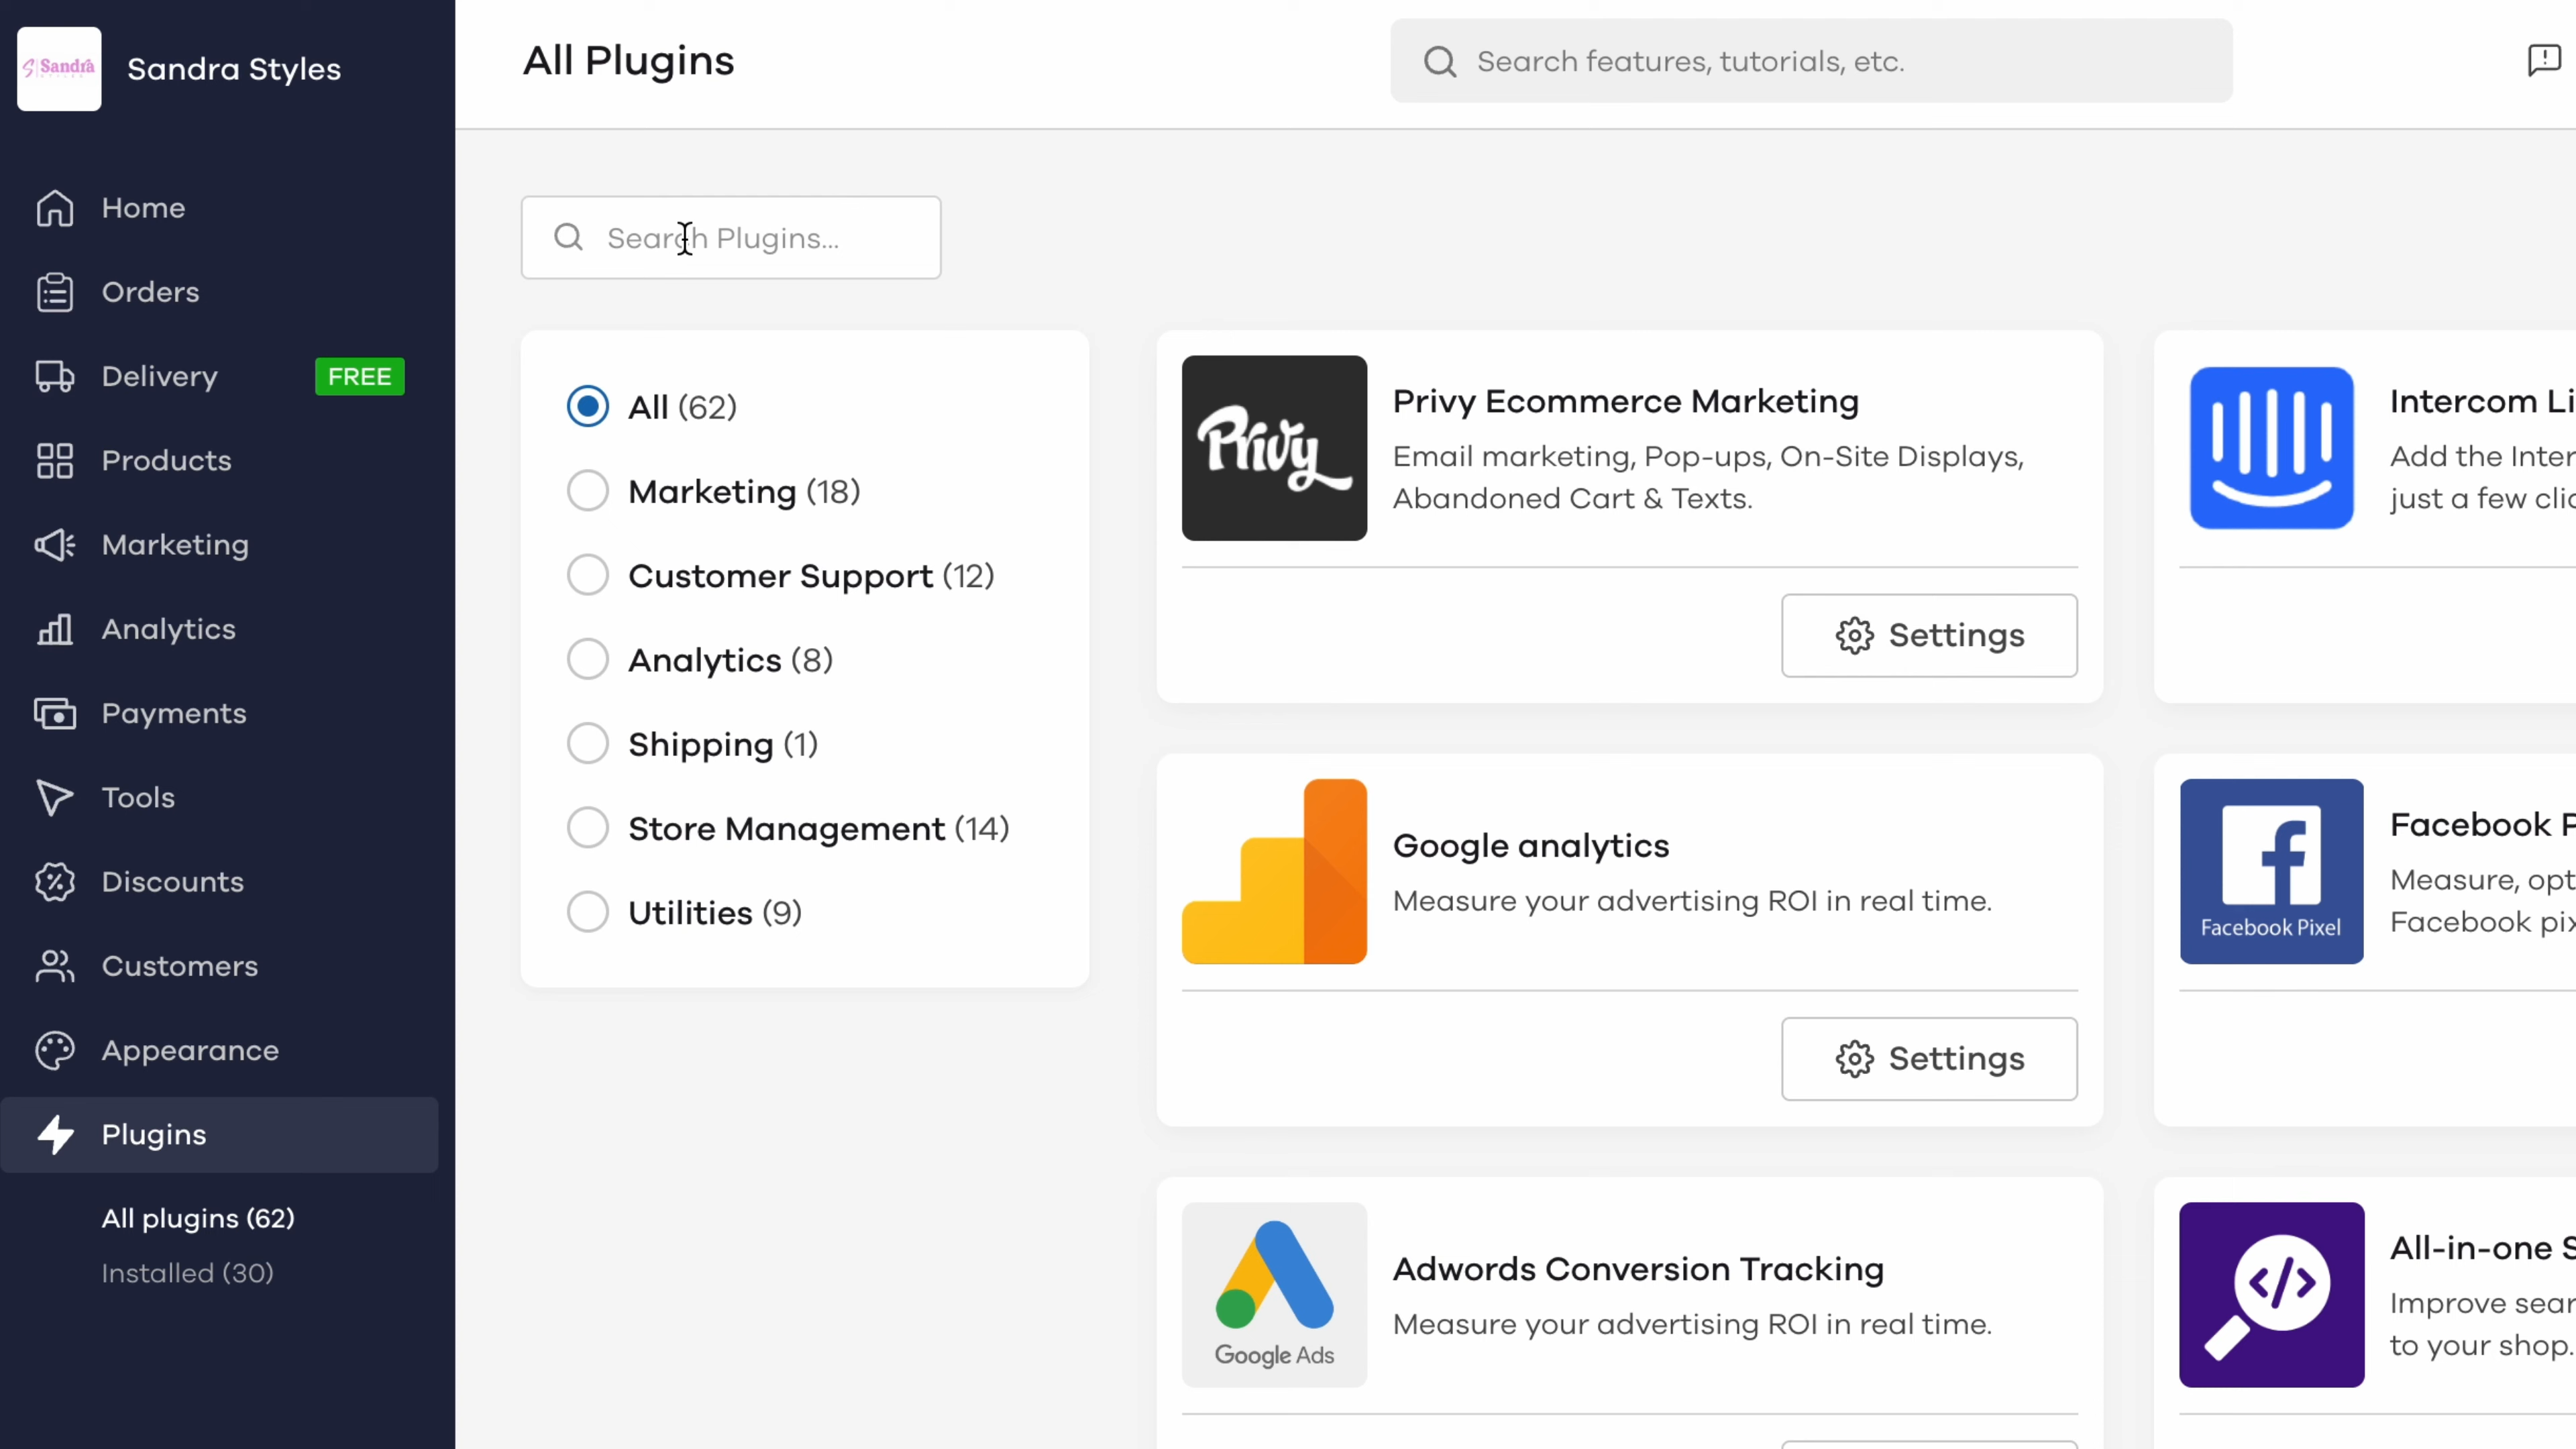 Sandra
Sandra Styles
All Plugins
Search features, tutorials, etc.
Home
Orders
Delivery
FREE
Products
Marketing
Analytics
Payments
Tools
Discounts
Customers
Appearance
Plugins
All plugins (62)
Installed (30)
Search Plugins...
All (62)
Marketing (18)
Customer Support (12)
Analytics (8)
Shipping (1)
Store Management (14)
Utilities (9)
Privy
Privy Ecommerce Marketing
Email marketing, Pop-ups, On-Site Displays,
Abandoned Cart & Texts.
Settings
Intercom Li
Add the Inter
just a few clic
Google analytics
Measure your advertising ROI in real time.
Settings
Facebook Pixel
Facebook P
Measure, opt
Facebook pix
Google Ads
Adwords Conversion Tracking
Measure your advertising ROI in real time.
All-in-one S
Improve sear
to your shop.